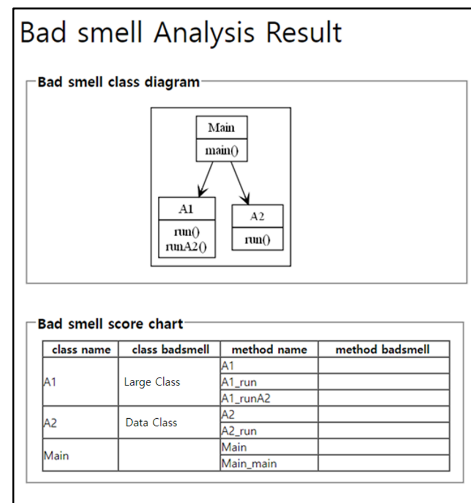 Bad smell Analysis Result
Bad smell class diagram
Main
main()
A1
run()
runA2()
A2
run()
Bad smell score chart
class name class badsmell method name method badsmell
A1 Large Class A1
A1_run
A1_runA2
A2 Data Class A2
A2_run
Main Main
Main_main